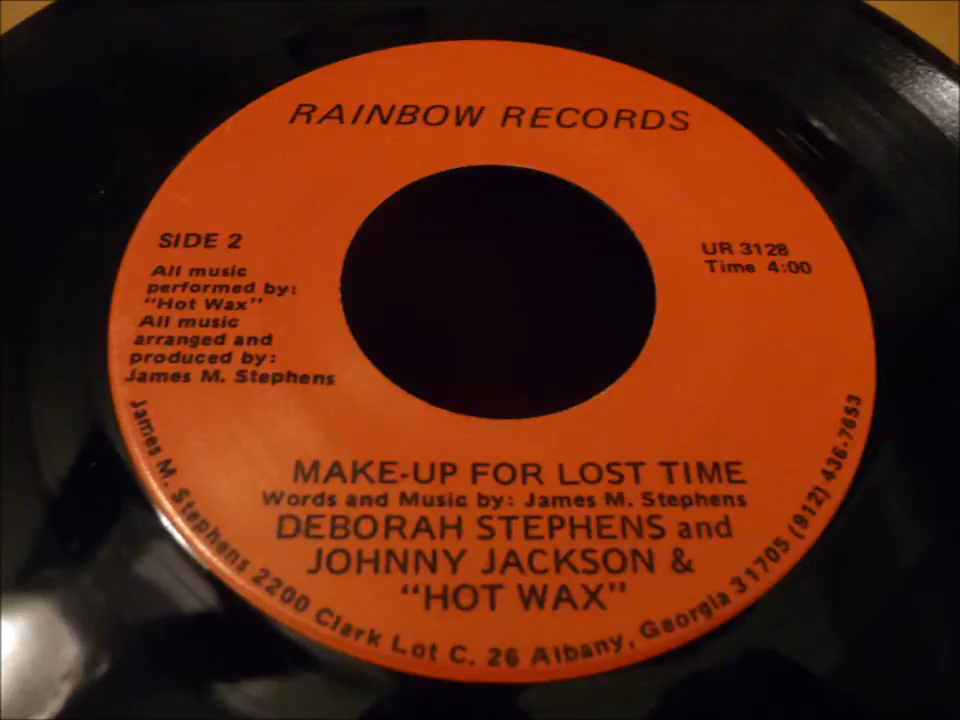 RAINBOW RECORDS
SIDE 2
All music
performed by:
"Hot Wax"
All music
arranged and
produced by:
James M. Stephens
UR 3128
Time 4:00
MAKE-UP FOR LOST TIME
Words and Music by: James M. Stephens
DEBORAH STEPHENS and
JOHNNY JACKSON &
"HOT WAX"
James M. Stephens 2200 Clark Lot C. 26 Albany, Georgia 31705 (912) 436-7653